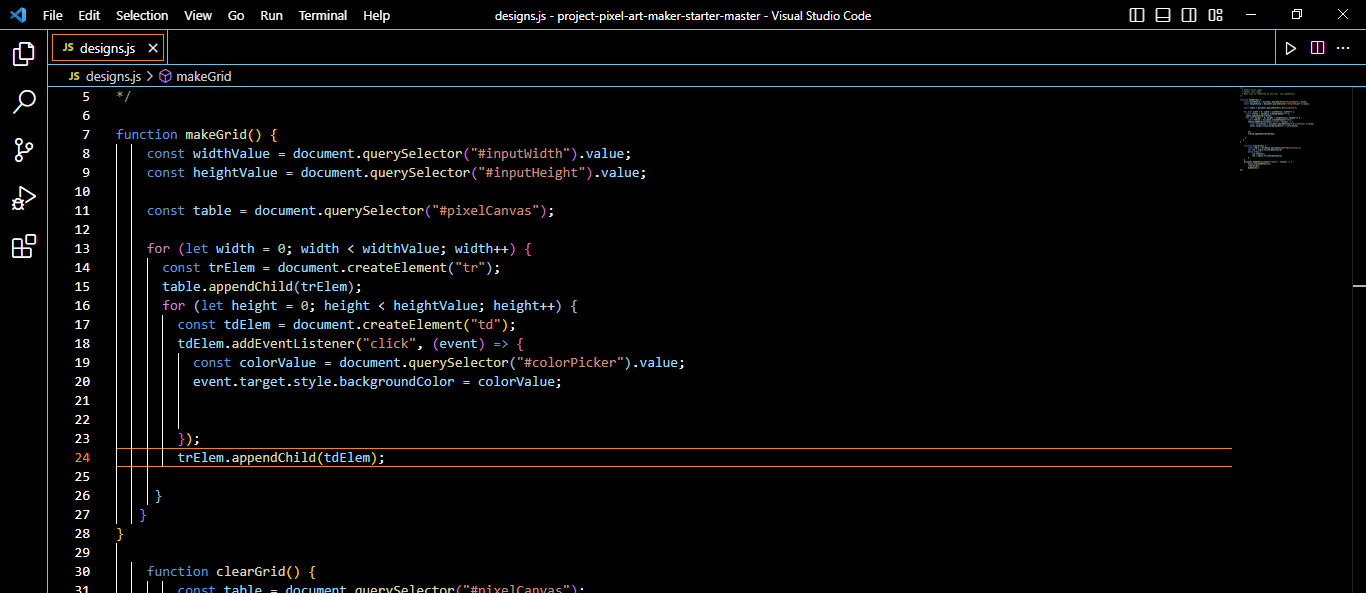 File Edit Selection View Go Run Terminal Help designs.js - project-pixel-art-maker-starter-master - Visual Studio Code
JS designs.js
JS designs.js > makeGrid
5 */
6
7 function makeGrid() {
8 const widthValue = document.querySelector("#inputWidth").value;
9 const heightValue = document.querySelector("#inputHeight").value;
10
11 const table = document.querySelector("#pixelCanvas");
12
13 for (let width = 0; width < widthValue; width++) {
14 const trElem = document.createElement("tr");
15 table.appendChild(trElem);
16 for (let height = 0; height < heightValue; height++) {
17 const tdElem = document.createElement("td");
18 tdElem.addEventListener("click", (event) => {
19 const colorValue = document.querySelector("#colorPicker").value;
20 event.target.style.backgroundColor = colorValue;
21
22
23 });
24 trElem.appendChild(tdElem);
25
26 }
27 }
28 }
29
30 function clearGrid() {
31 const table = document.querySelector("#pixelCanvas");